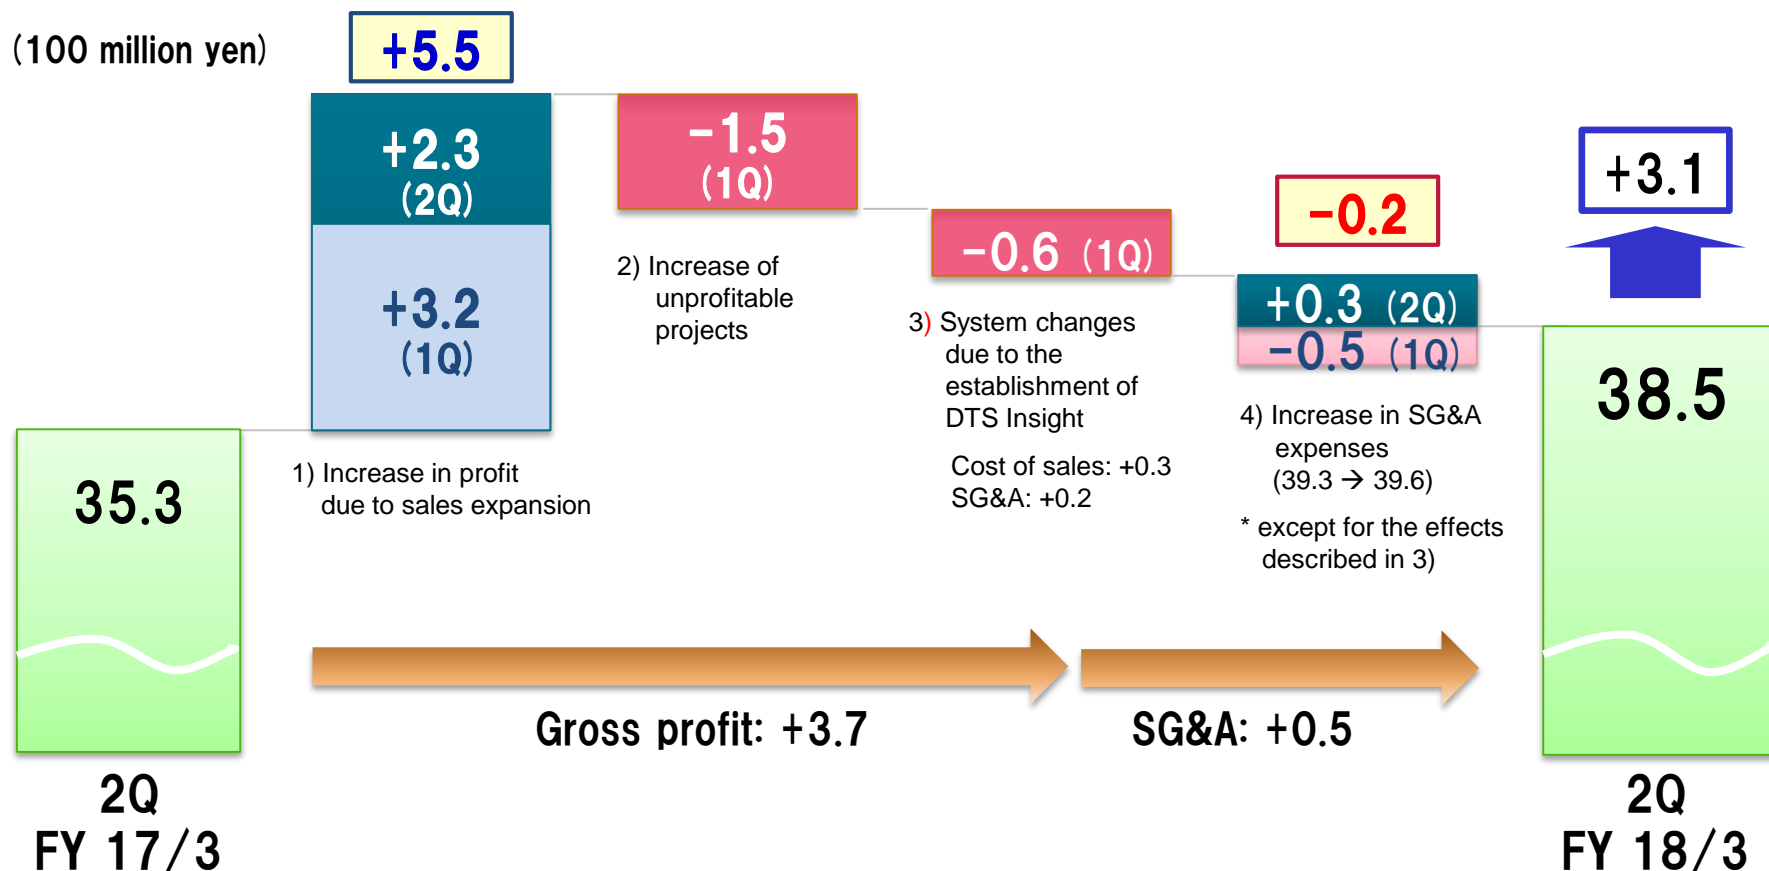 (100 million yen)
+5.5
+2.3
(2Q)
+3.2
(1Q)
1) Increase in profit
due to sales expansion
-1.5
(1Q)
2) Increase of
unprofitable
projects
-0.6 (1Q)
3) System changes
due to the
establishment of
DTS Insight
Cost of sales: +0.3
SG&A: +0.2
-0.2
+0.3 (2Q)
-0.5 (1Q)
4) Increase in SG&A
expenses
(39.3 → 39.6)
* except for the effects
described in 3)
+3.1
35.3
38.5
Gross profit: +3.7
SG&A: +0.5
2Q
FY 17/3
2Q
FY 18/3